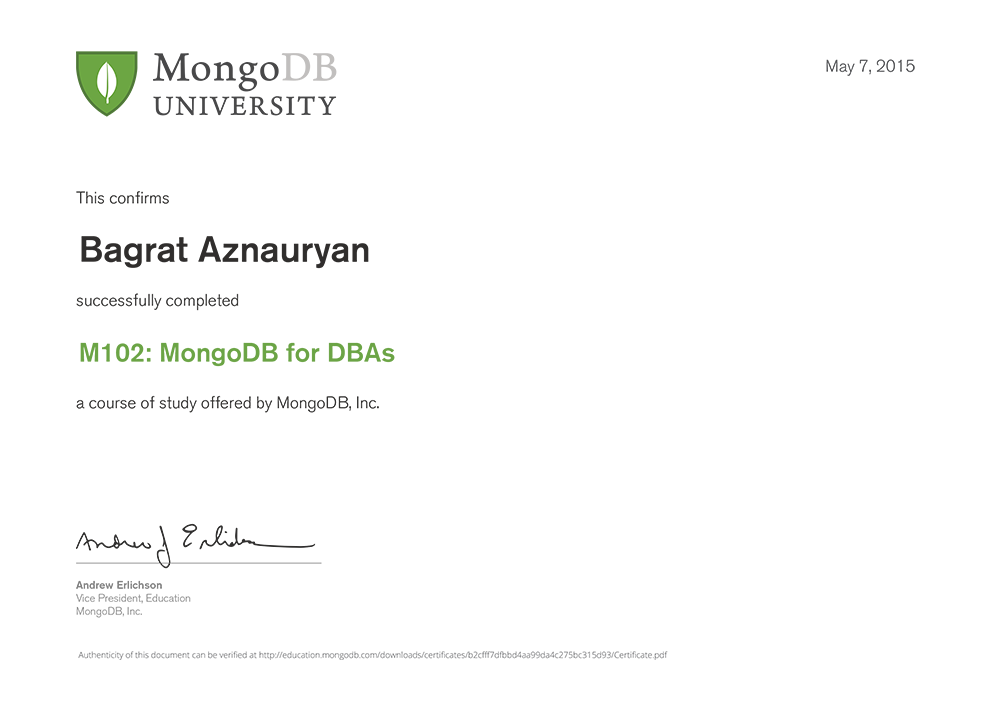 MongoDB
UNIVERSITY
May 7, 2015
This confirms
Bagrat Aznauryan
successfully completed
M102: MongoDB for DBAs
a course of study offered by MongoDB, Inc.
Andrew J Erlichson
Andrew Erlichson
Vice President, Education
MongoDB, Inc.
Authenticity of this document can be verified at http://education.mongodb.com/downloads/certificates/b2cfff7dfbbd4aa99da4c275bc315d93/Certificate.pdf